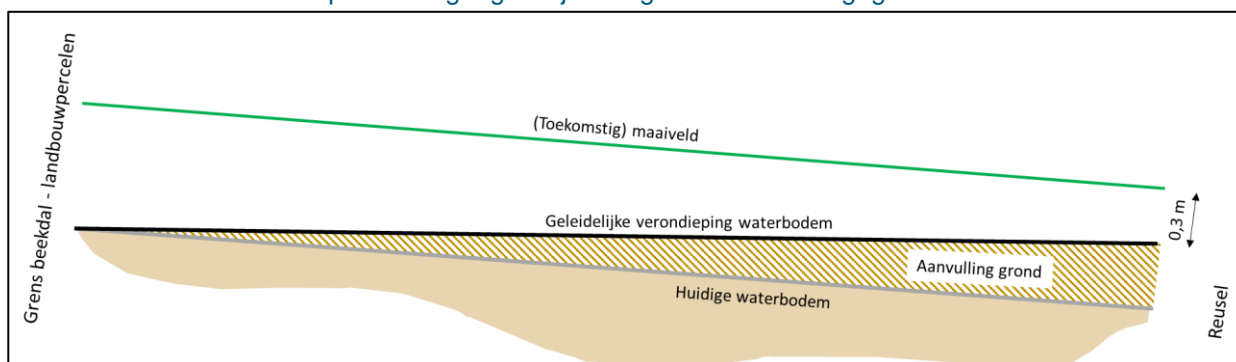 Grens beekdal - landbouwpercelen
(Toekomstig) maaiveld
0,3 m
Geleidelijke verondieping waterbodem
Aanvulling grond
Huidige waterbodem
Reusel